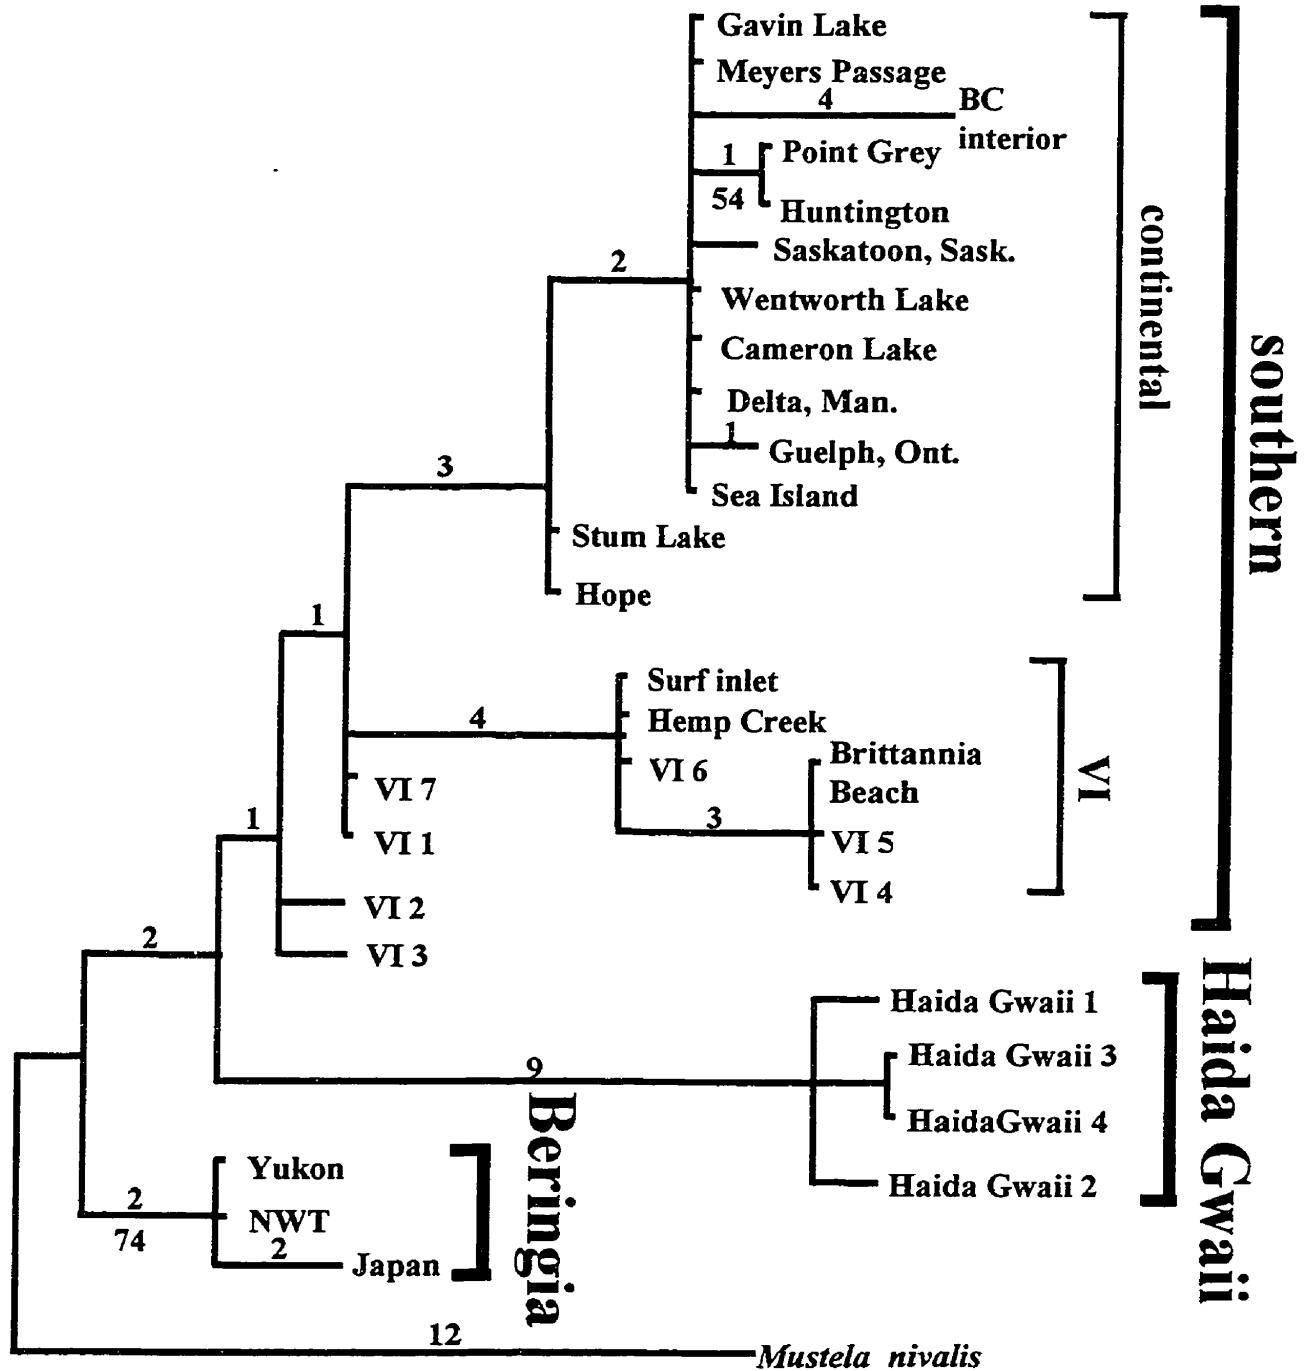 Gavin Lake
Meyers Passage
4
BC
interior
1
Point Grey
54
Huntington
Saskatoon, Sask.
2
Wentworth Lake
Cameron Lake
Delta, Man.
1
Guelph, Ont.
3
Sea Island
Stum Lake
Hope
continental
southern
1
Surf inlet
4
Hemp Creek
VI 6
Brittannia
Beach
3
VI 5
VI 4
VI
VI 7
1
VI 1
VI 2
2
VI 3
Haida Gwaii 1
9
Haida Gwaii 3
HaidaGwaii 4
Haida Gwaii 2
Haida Gwaii
Beringia
Yukon
2
NWT
74
2
Japan
12
Mustela nivalis